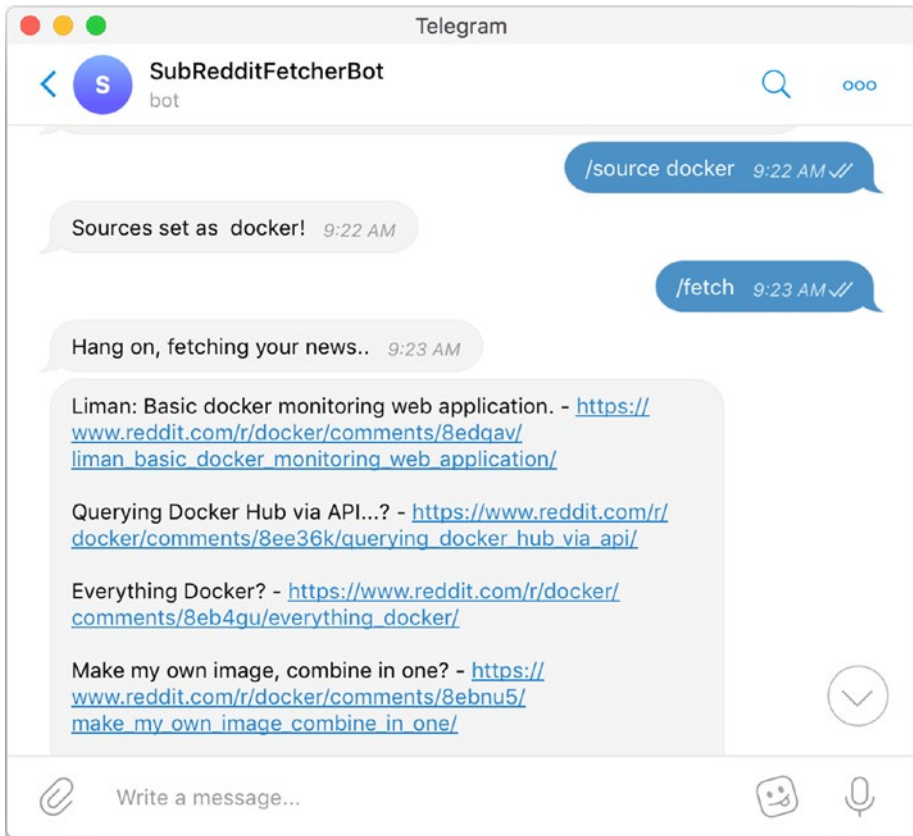 Telegram
S
SubRedditFetcherBot
bot
/source docker 9:22 AM
Sources set as docker! 9:22 AM
/fetch 9:23 AM
Hang on, fetching your news.. 9:23 AM
Liman: Basic docker monitoring web application. - https://
www.reddit.com/r/docker/comments/8edqav/
liman_basic_docker_monitoring_web_application/
Querying Docker Hub via API...? - https://www.reddit.com/r/
docker/comments/8ee36k/querying_docker_hub_via_api/
Everything Docker? - https://www.reddit.com/r/docker/
comments/8eb4gu/everything_docker/
Make my own image, combine in one? - https://
www.reddit.com/r/docker/comments/8ebnu5/
make_my_own_image_combine_in_one/
Write a message...